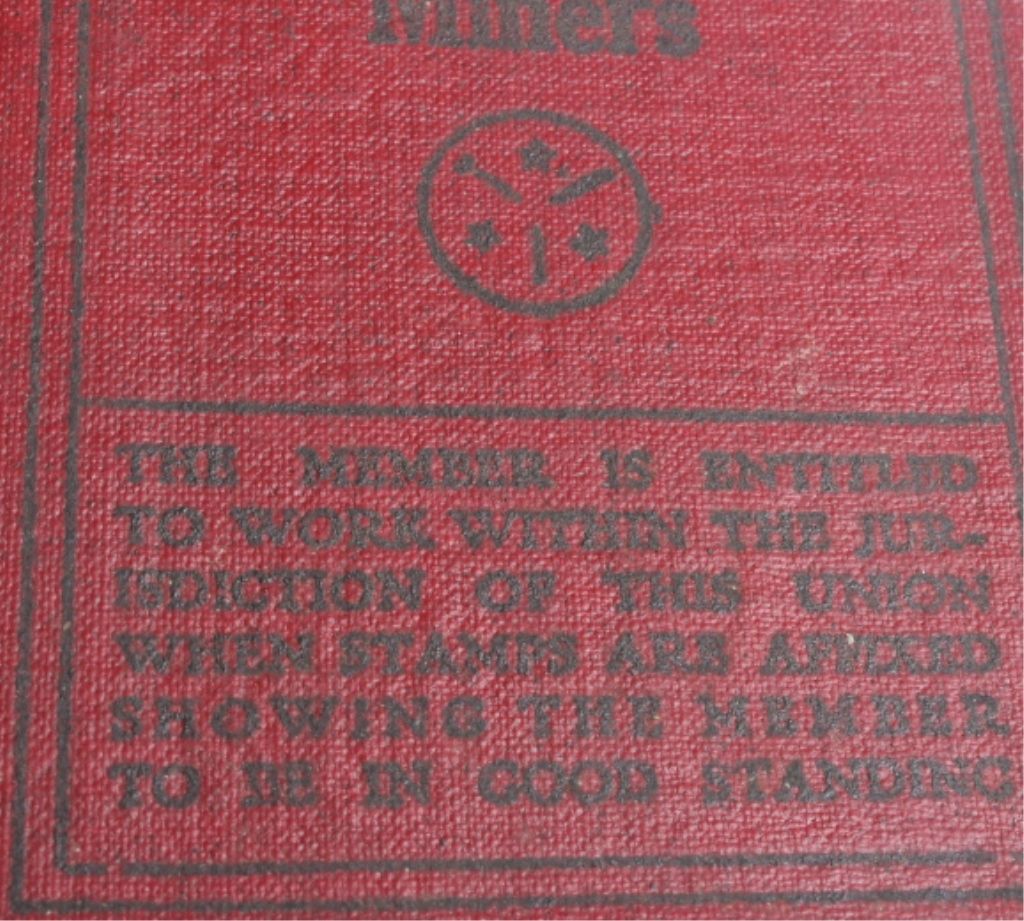 Miners
THE MEMBER IS ENTITLED
TO WORK WITHIN THE JUR-
ISDICTION OF THIS UNION
WHEN STAMPS ARE AFFIXED
SHOWING THE MEMBER
TO BE IN GOOD STANDING